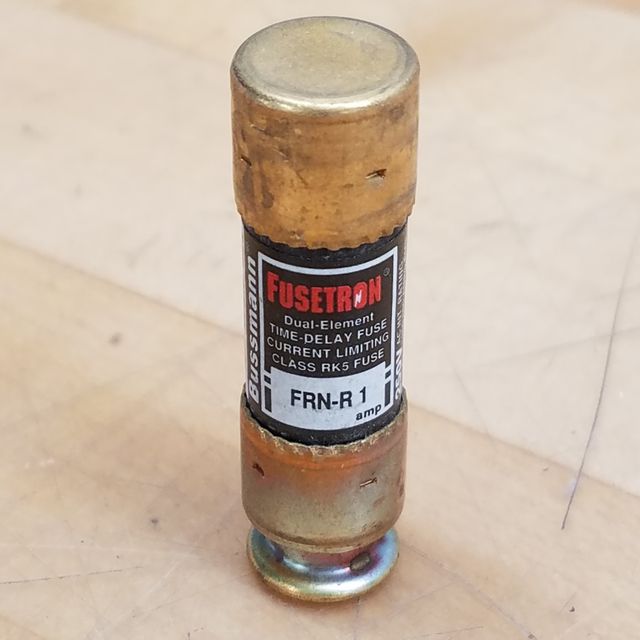 Bussmann
FUSETRON®
Dual-Element
TIME-DELAY FUSE
CURRENT LIMITING
CLASS RK5 FUSE
FRN-R 1
amp